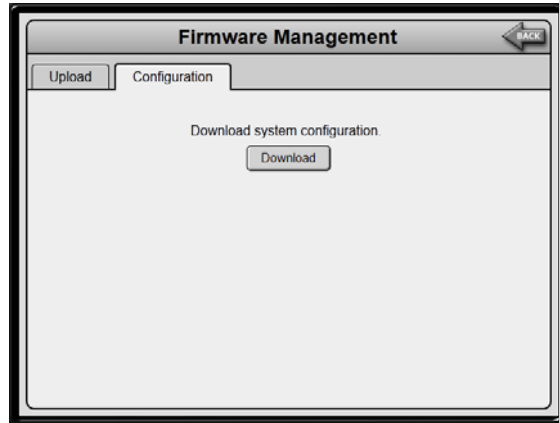 Firmware Management
BACK
Upload
Configuration
Download system configuration.
Download